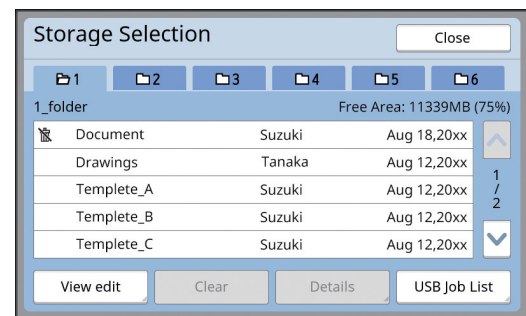 Storage Selection Close
1 2 3 4 5 6
1_folder Free Area: 11339MB (75%)
Document Suzuki Aug 18,20xx
Drawings Tanaka Aug 12,20xx
Templete_A Suzuki Aug 12,20xx
Templete_B Suzuki Aug 12,20xx
Templete_C Suzuki Aug 12,20xx
1
/
2
View edit Clear Details USB Job List